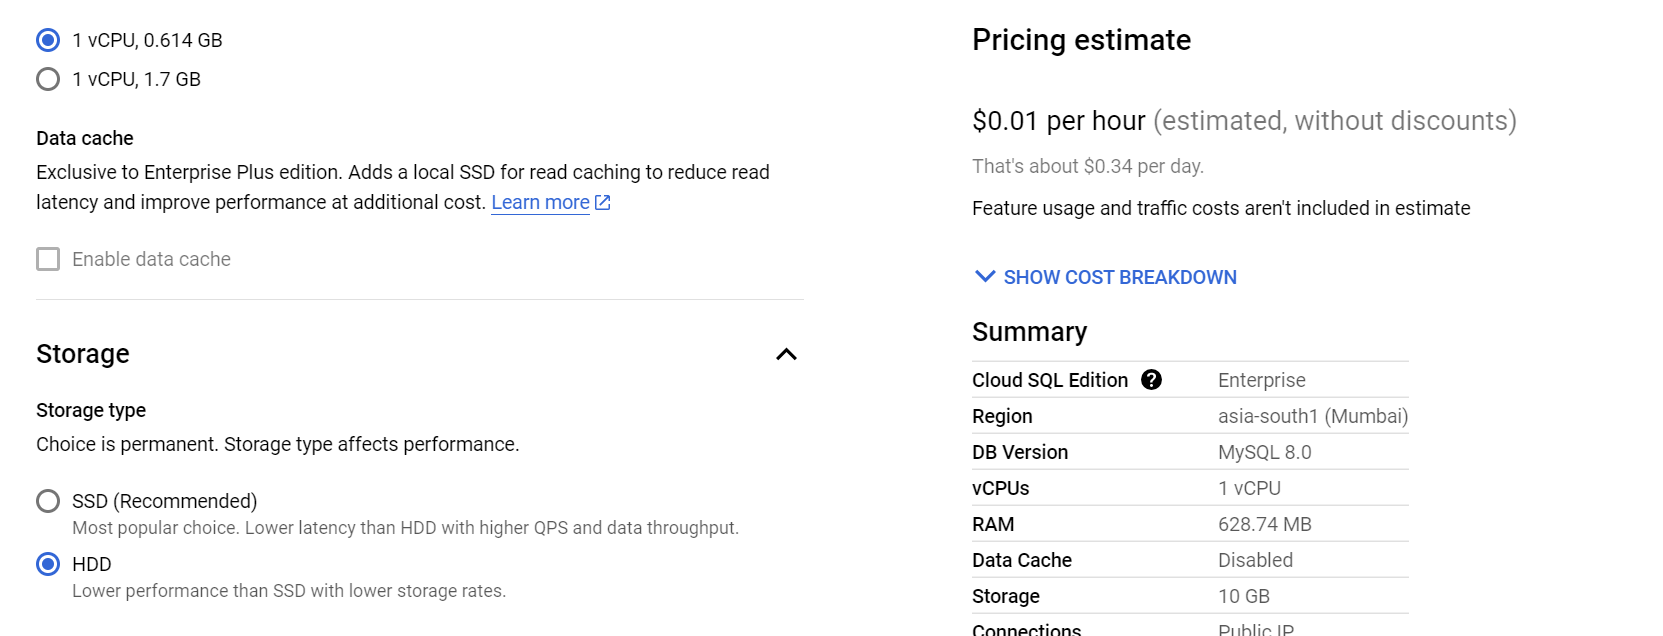 1 vCPU, 0.614 GB
1 vCPU, 1.7 GB
Data cache
Exclusive to Enterprise Plus edition. Adds a local SSD for read caching to reduce read
latency and improve performance at additional cost. Learn more
Enable data cache
Storage
Storage type
Choice is permanent. Storage type affects performance.
SSD (Recommended)
Most popular choice. Lower latency than HDD with higher QPS and data throughput.
HDD
Lower performance than SSD with lower storage rates.
Pricing estimate
$0.01 per hour (estimated, without discounts)
That's about $0.34 per day.
Feature usage and traffic costs aren't included in estimate
SHOW COST BREAKDOWN
Summary
Cloud SQL Edition ? Enterprise
Region asia-south1 (Mumbai)
DB Version MySQL 8.0
vCPUs 1 vCPU
RAM 628.74 MB
Data Cache Disabled
Storage 10 GB
Connections Public IP